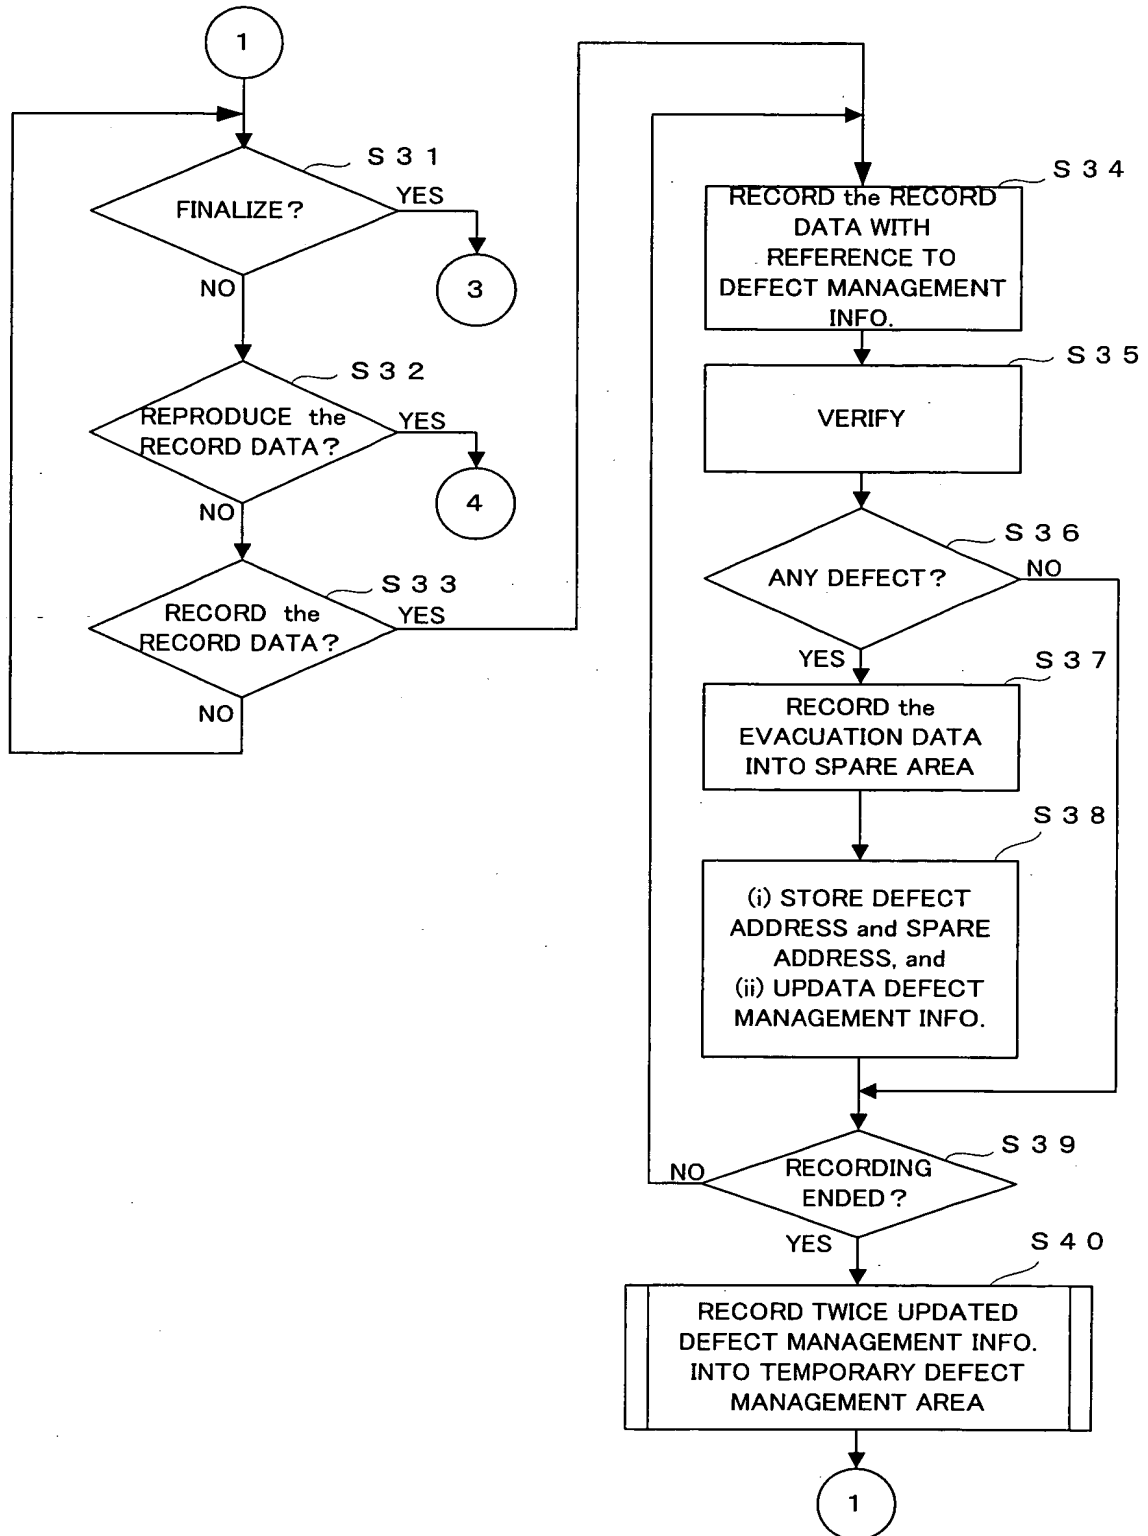 1
S31
FINALIZE?
YES
3
NO
S32
REPRODUCE the
RECORD DATA?
YES
4
NO
S33
RECORD the
RECORD DATA?
YES
NO
S34
RECORD the RECORD
DATA WITH
REFERENCE TO
DEFECT MANAGEMENT
INFO.
S35
VERIFY
S36
ANY DEFECT?
NO
YES
S37
RECORD the
EVACUATION DATA
INTO SPARE AREA
S38
(i) STORE DEFECT
ADDRESS and SPARE
ADDRESS, and
(ii) UPDATA DEFECT
MANAGEMENT INFO.
S39
RECORDING
ENDED?
NO
YES
S40
RECORD TWICE UPDATED
DEFECT MANAGEMENT INFO.
INTO TEMPORARY DEFECT
MANAGEMENT AREA
1